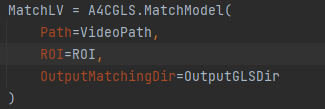 MatchLV = A4CGLS.MatchModel(
    Path=VideoPath,
    ROI=ROI,
    OutputMatchingDir=OutputGLSDir
)